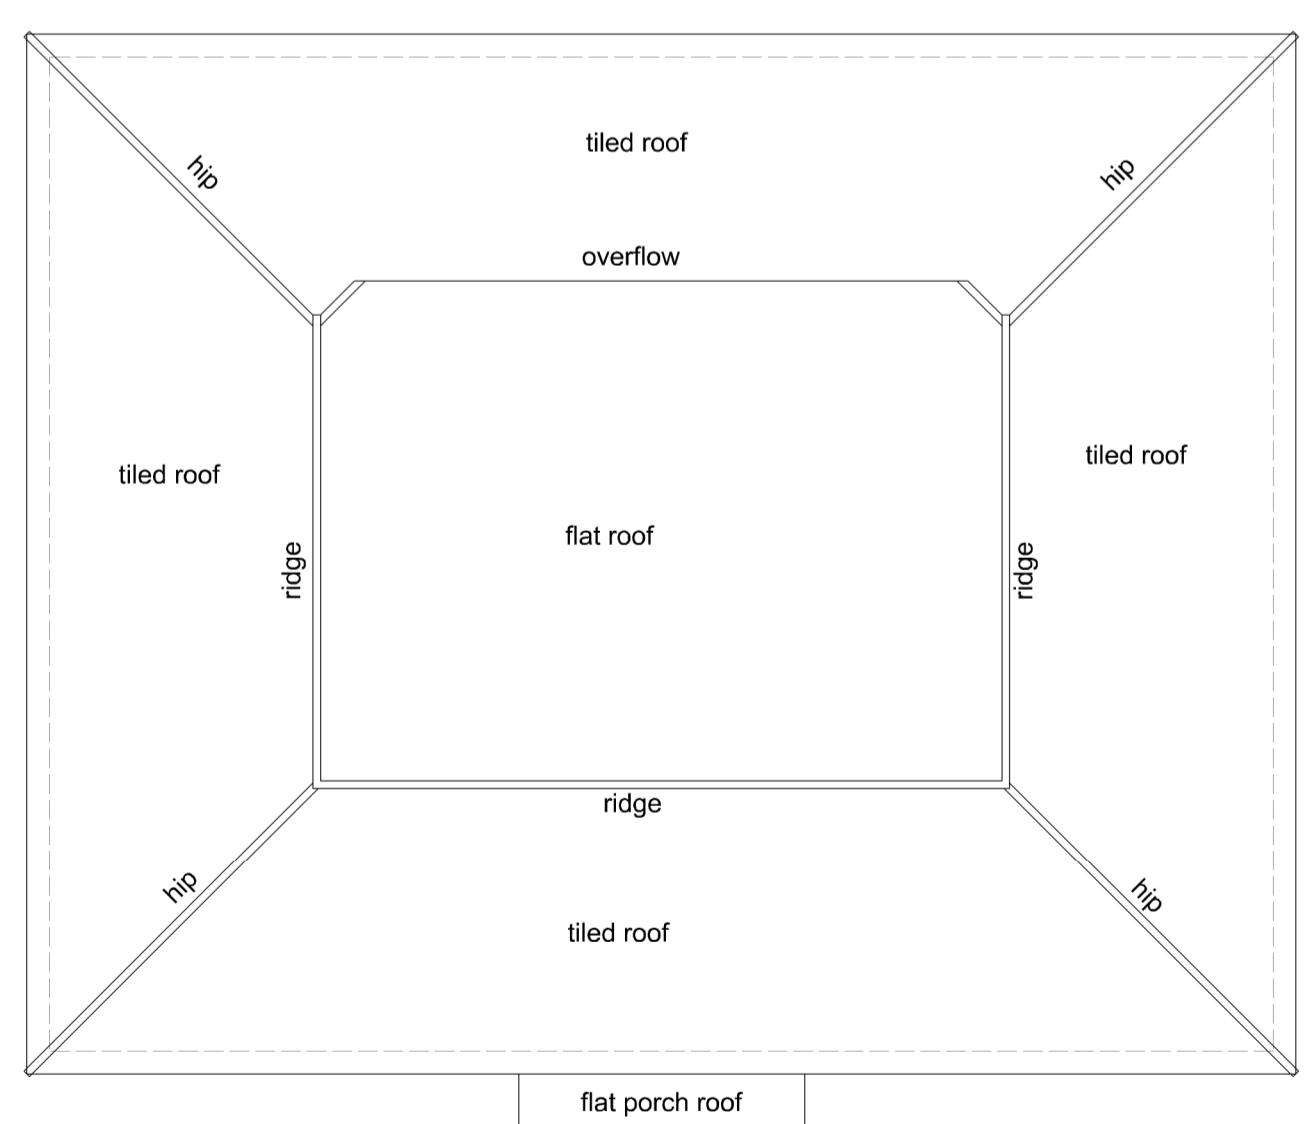 tiled roof
hip
hip
overflow
tiled roof
tiled roof
flat roof
ridge
ridge
ridge
hip
hip
tiled roof
flat porch roof